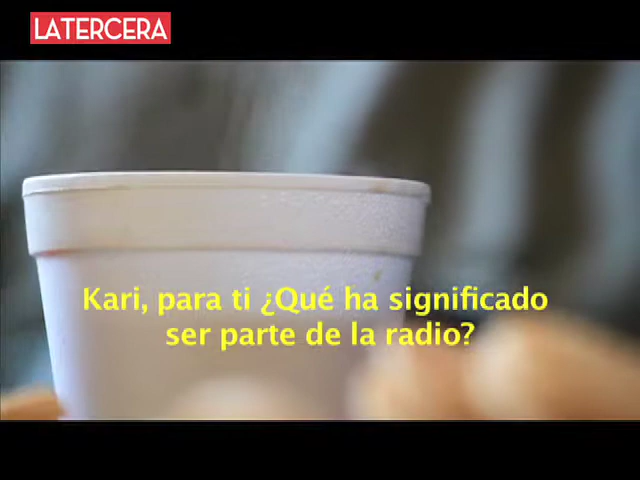 LATERCERA
Kari, para ti ¿Qué ha significado
ser parte de la radio?